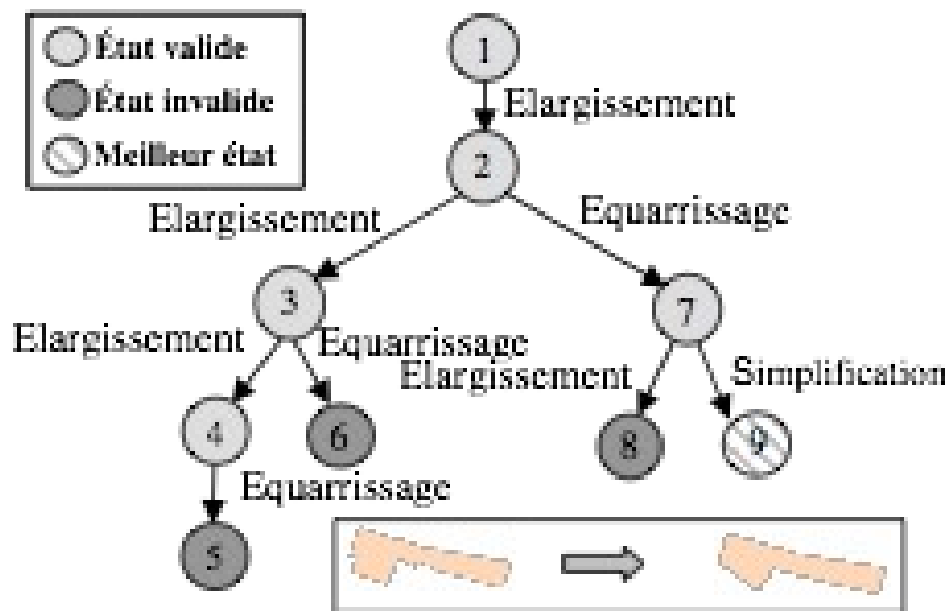 État valide
État invalide
Meilleur état
1
Elargissement
2
Elargissement
Equarrissage
3
7
Elargissement
Equarrissage
Elargissement
Simplification
4
6
8
9
Equarrissage
5